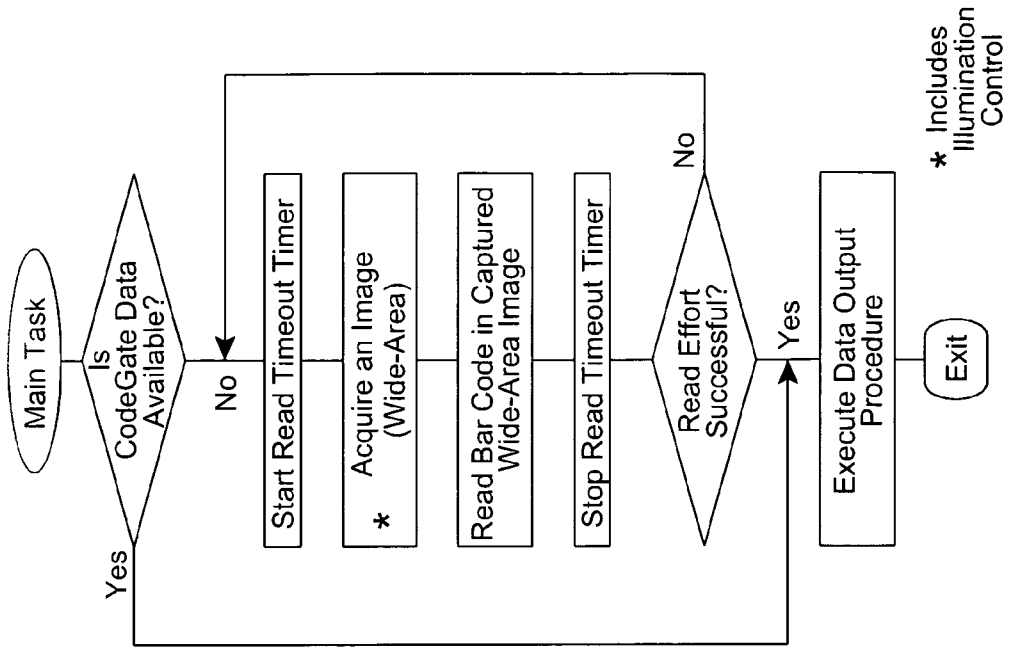 Main Task
Is
CodeGate Data
Available?
Yes
No
Start Read Timeout Timer
* Acquire an Image
(Wide-Area)
Read Bar Code in Captured
Wide-Area Image
Stop Read Timeout Timer
Read Effort
Successful?
No
Yes
Execute Data Output
Procedure
Exit
* Includes
Illumination
Control